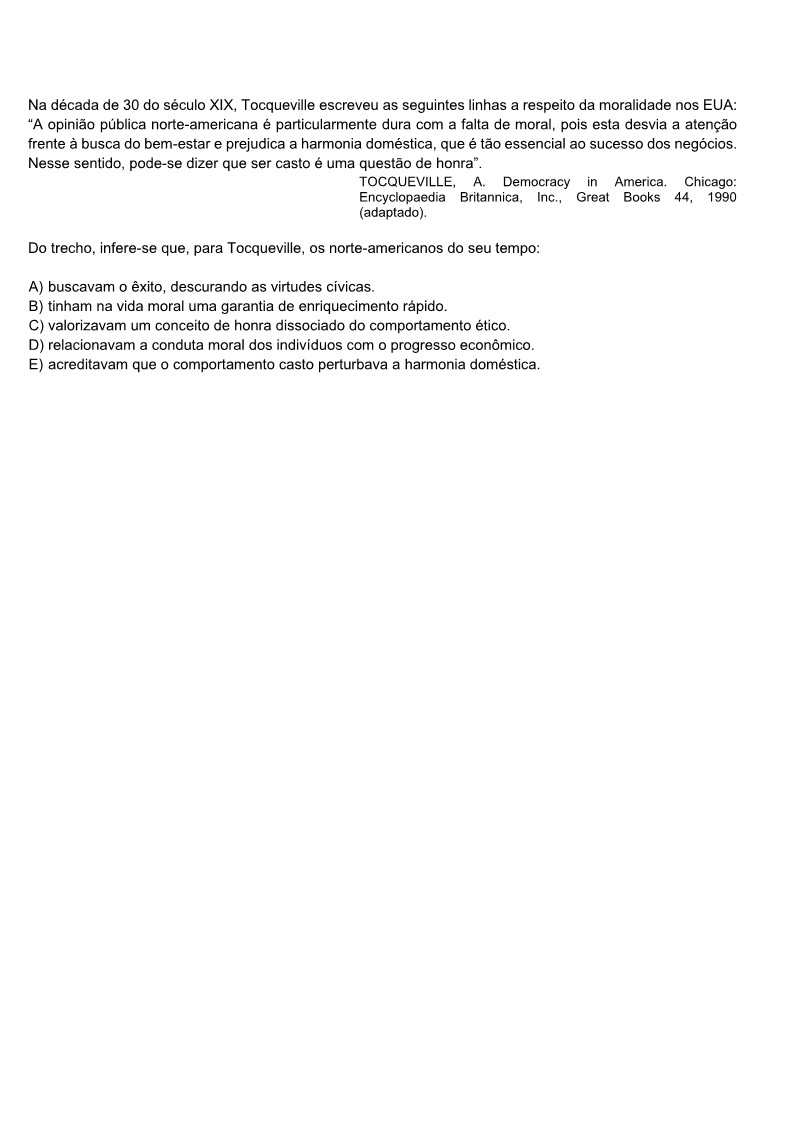 Na década de 30 do século XIX, Tocqueville escreveu as seguintes linhas a respeito da moralidade nos EUA:
“A opinião pública norte-americana é particularmente dura com a falta de moral, pois esta desvia a atenção
frente à busca do bem-estar e prejudica a harmonia doméstica, que é tão essencial ao sucesso dos negócios.
Nesse sentido, pode-se dizer que ser casto é uma questão de honra”.
TOCQUEVILLE, A. Democracy in America. Chicago:
Encyclopaedia Britannica, Inc., Great Books 44, 1990
(adaptado).
Do trecho, infere-se que, para Tocqueville, os norte-americanos do seu tempo:
A) buscavam o êxito, descurando as virtudes cívicas.
B) tinham na vida moral uma garantia de enriquecimento rápido.
C) valorizavam um conceito de honra dissociado do comportamento ético.
D) relacionavam a conduta moral dos indivíduos com o progresso econômico.
E) acreditavam que o comportamento casto perturbava a harmonia doméstica.